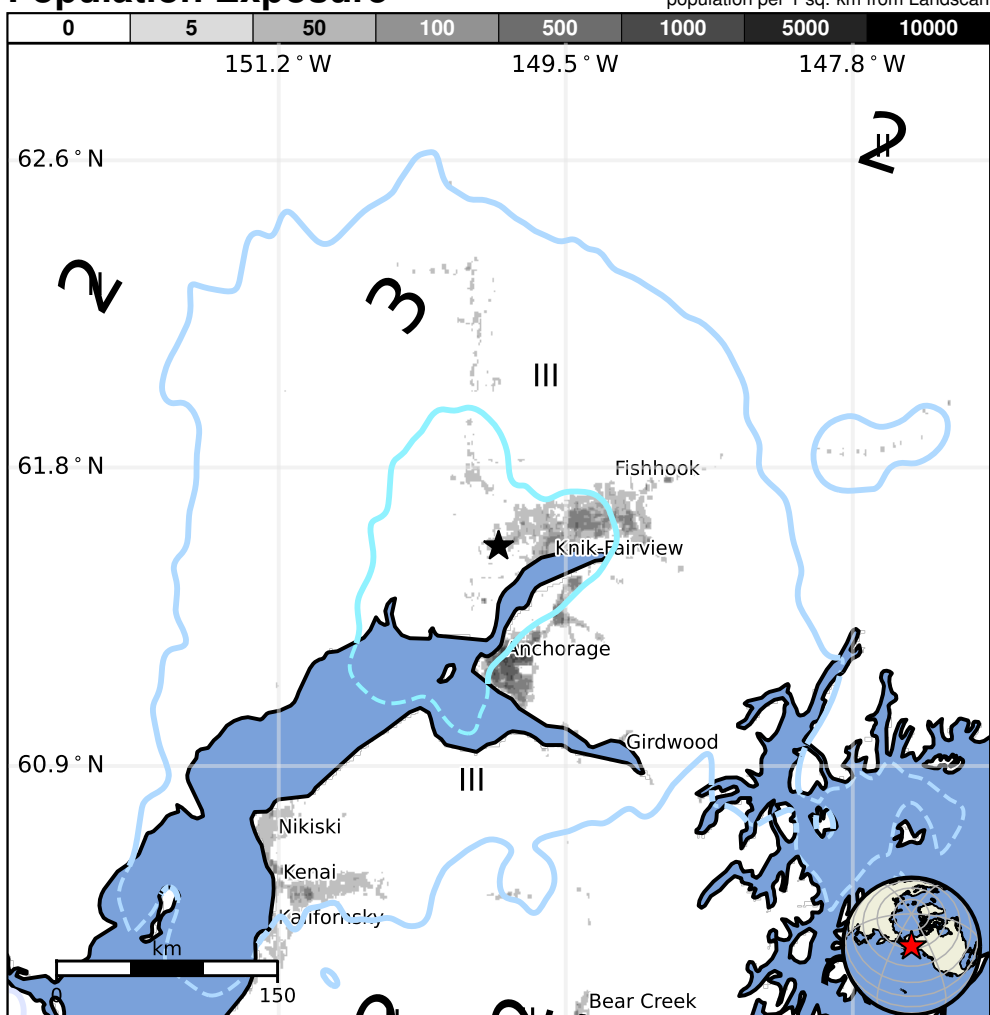 Population Exposure
population per 1 sq. km from Landscan
0 5 50 100 500 1000 5000 10000
151.2°W 149.5°W 147.8°W
2
II
62.6°N
2
II
3
III
61.8°N
Fishhook
Knik-Fairview
Anchorage
Girdwood
60.9°N
III
Nikiski
Kenai
Kalifornsky
km
0 150
Bear Creek